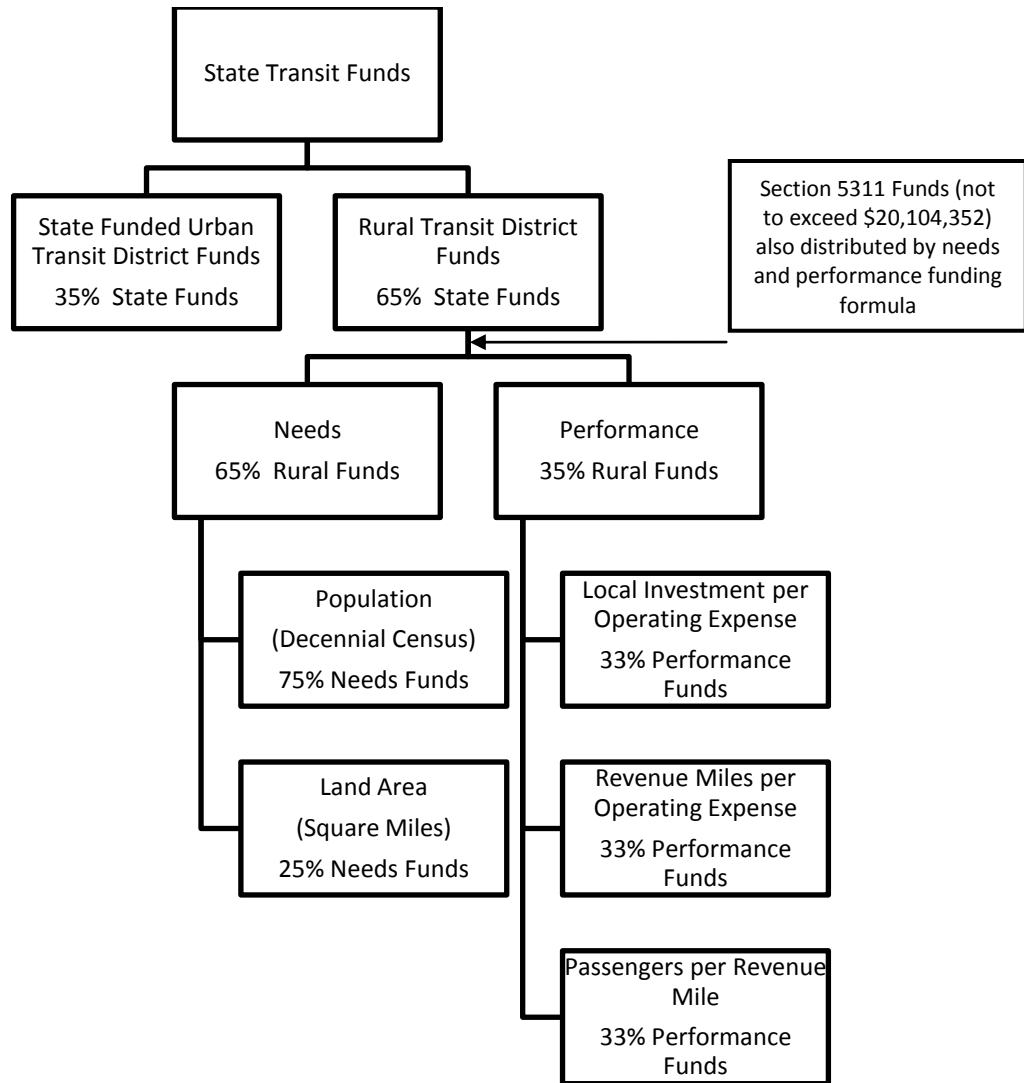 State Transit Funds
State Funded Urban
Transit District Funds
35% State Funds
Rural Transit District
Funds
65% State Funds
Section 5311 Funds (not
to exceed $20,104,352)
also distributed by needs
and performance funding
formula
Needs
65% Rural Funds
Performance
35% Rural Funds
Population
(Decennial Census)
75% Needs Funds
Land Area
(Square Miles)
25% Needs Funds
Local Investment per
Operating Expense
33% Performance
Funds
Revenue Miles per
Operating Expense
33% Performance
Funds
Passengers per Revenue
Mile
33% Performance
Funds